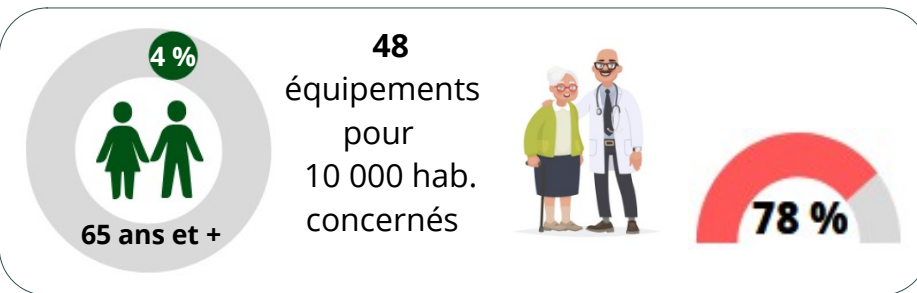 4 %
65 ans et +
48
équipements
pour
10 000 hab.
concernés
78 %